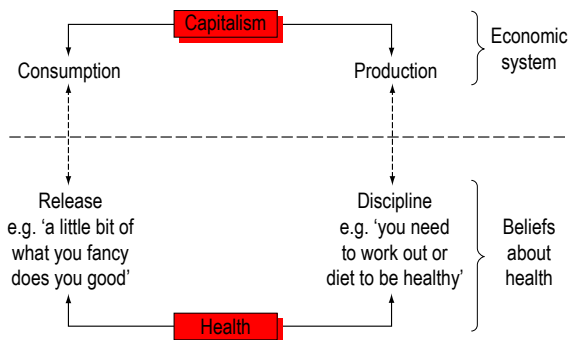 Capitalism
Consumption
Production
Economic
system
Release
e.g. ‘a little bit of
what you fancy
does you good’
Discipline
e.g. ‘you need
to work out or
diet to be healthy’
Beliefs
about
health
Health